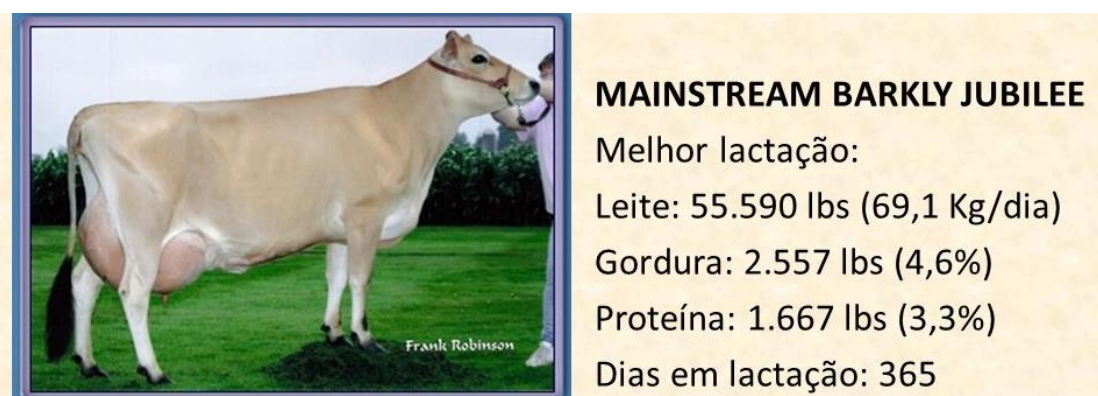 Frank Robinson
MAINSTREAM BARKLY JUBILEE
Melhor lactação:
Leite: 55.590 lbs (69,1 Kg/dia)
Gordura: 2.557 lbs (4,6%)
Proteína: 1.667 lbs (3,3%)
Dias em lactação: 365